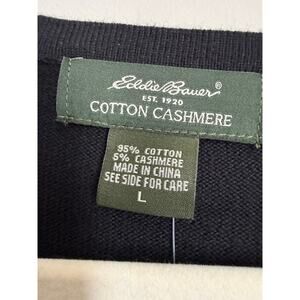 Eddie Bauer®
EST. 1920
COTTON CASHMERE
95% COTTON
5% CASHMERE
MADE IN CHINA
SEE SIDE FOR CARE
L